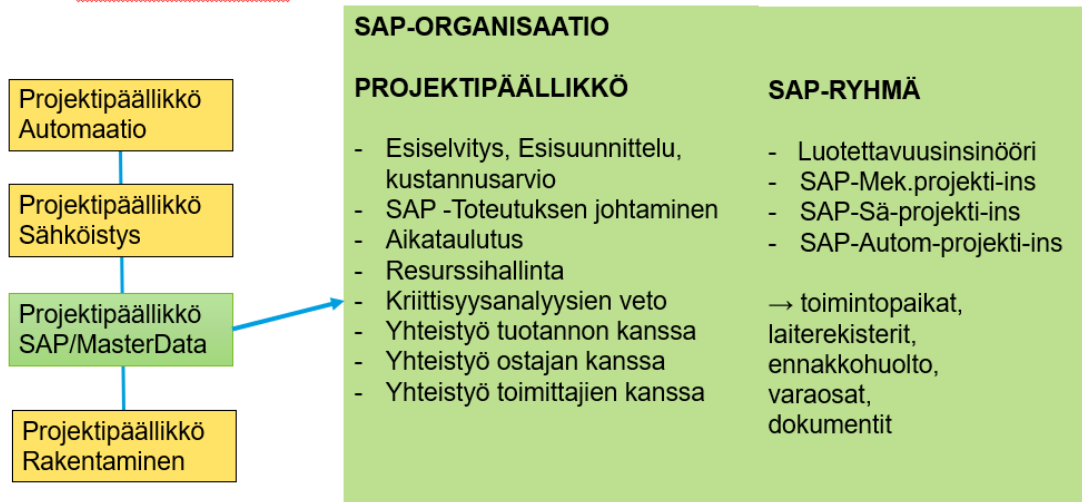 Projektipäällikkö
Automaatio
Projektipäällikkö
Sähköistys
Projektipäällikkö
SAP/MasterData
Projektipäällikkö
Rakentaminen
SAP-ORGANISAATIO
PROJEKTIPÄÄLLIKKÖ
- Esiselvitys, Esisuunnittelu,
kustannusarvio
- SAP -Toteutuksen johtaminen
- Aikataulutus
- Resurssihallinta
- Kriittisyysanalyysien veto
- Yhteistyö tuotannon kanssa
- Yhteistyö ostajan kanssa
- Yhteistyö toimittajien kanssa
SAP-RYHMÄ
- Luotettavuusinsinööri
- SAP-Mek.projekti-ins
- SAP-Sä-projekti-ins
- SAP-Autom-projekti-ins
→ toimintopaikat,
laiterekisterit,
ennakkohuolto,
varaosat,
dokumentit